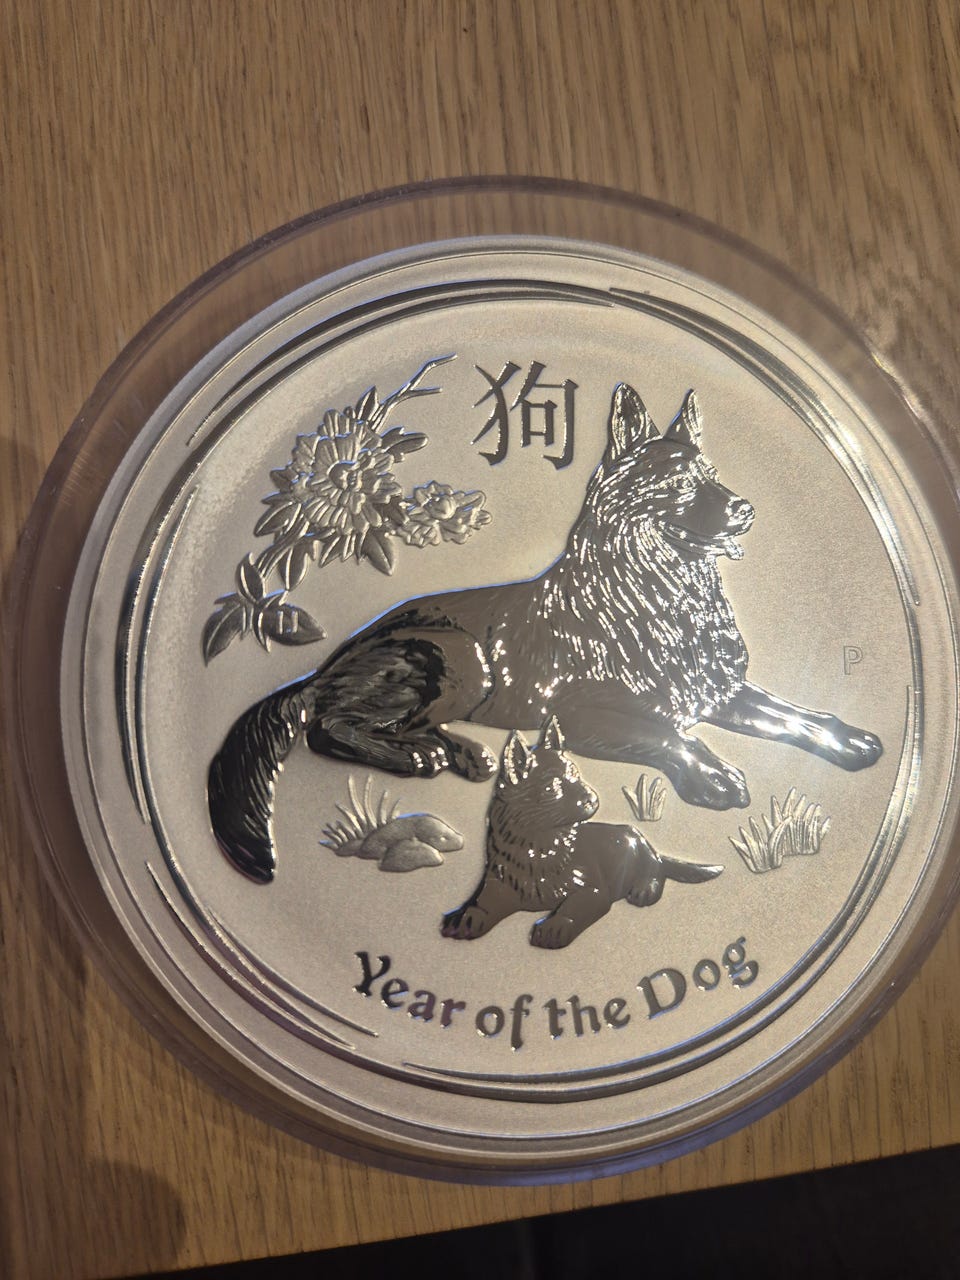 狗
P
Year of the Dog